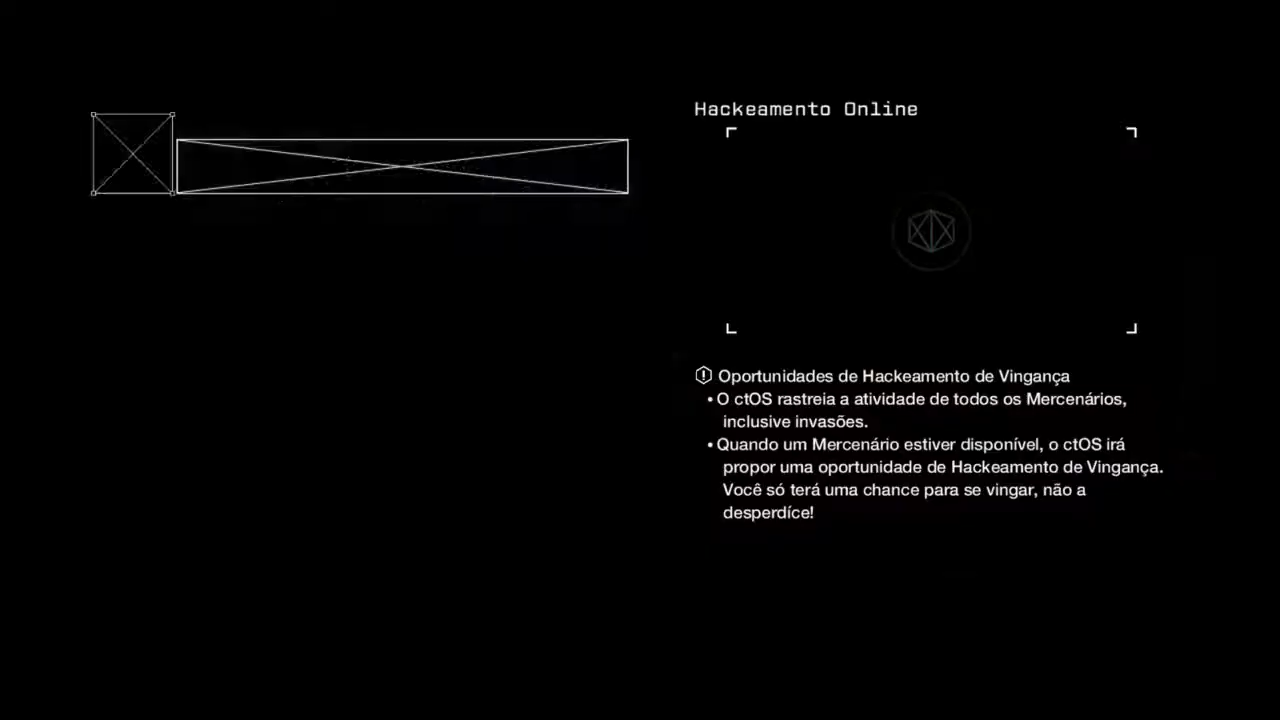 Hackeamento Online
Oportunidades de Hackeamento de Vingança
• O ctOS rastreia a atividade de todos os Mercenários,
inclusive invasões.
• Quando um Mercenário estiver disponível, o ctOS irá
propor uma oportunidade de Hackeamento de Vingança.
Você só terá uma chance para se vingar, não a
desperdíce!